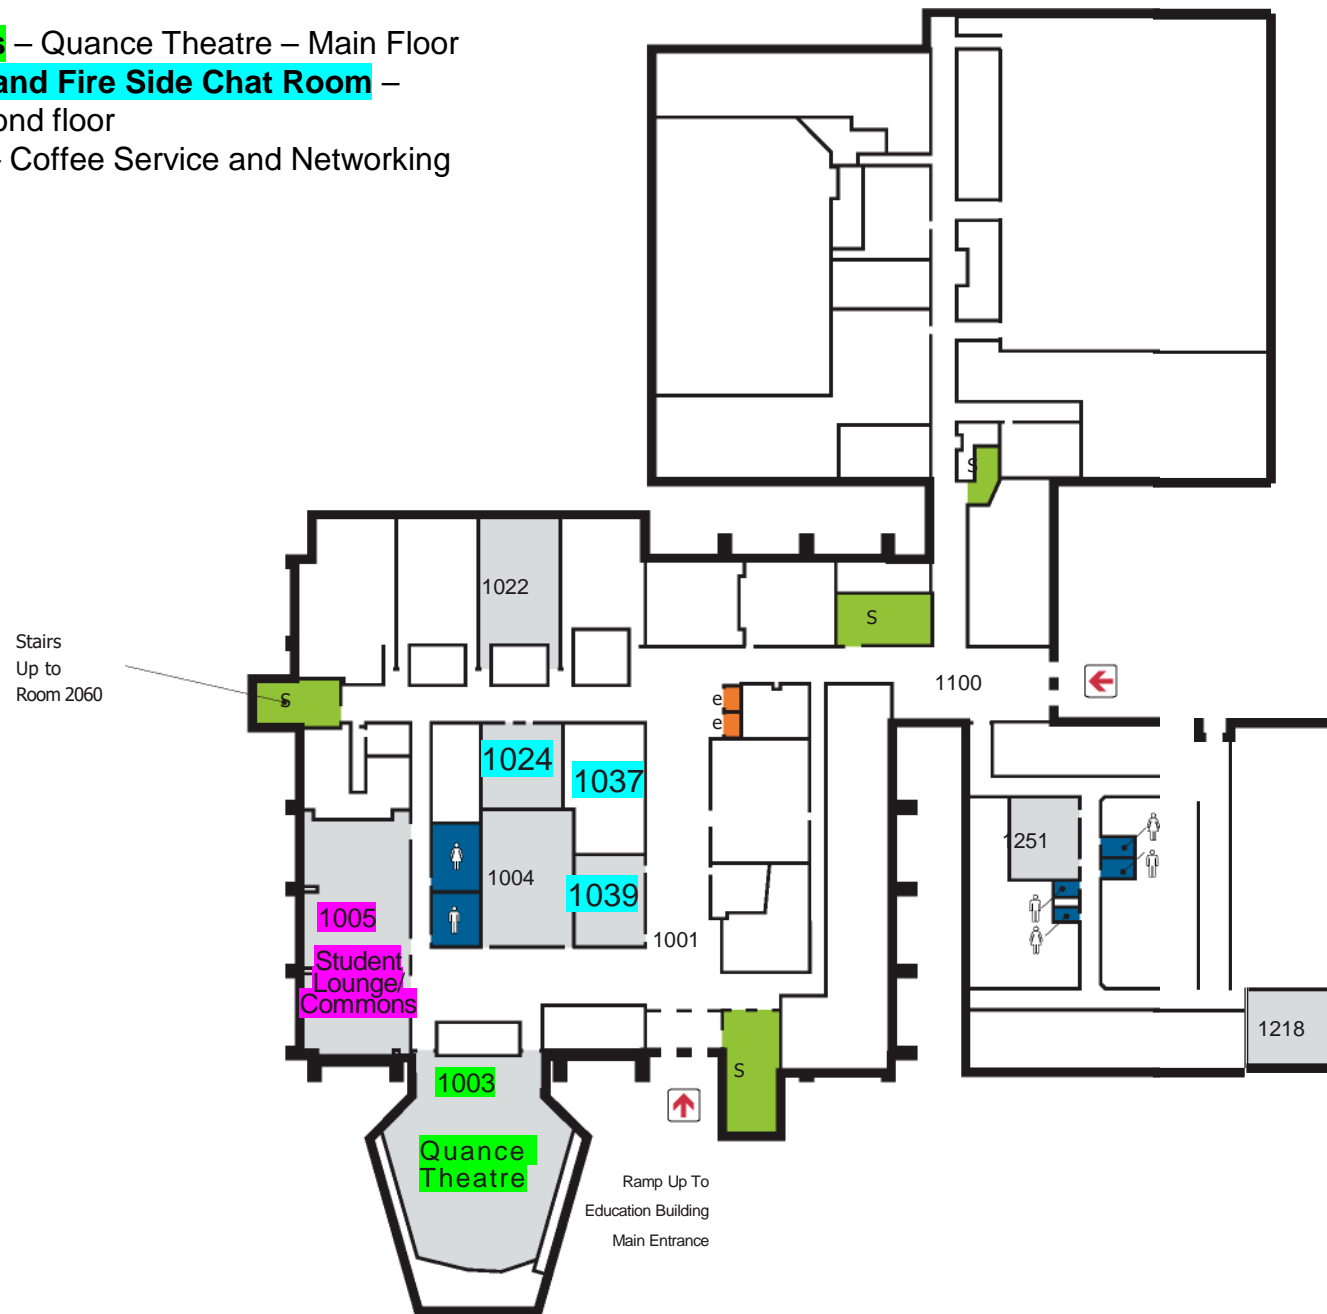 – Quance Theatre – Main Floor
and Fire Side Chat Room –
floor
- Coffee Service and Networking
S
1022
S
Stairs
Up to
Room 2060
S
e
e
1100
1024
1037
1251
1004
1039
1005
1001
Student
Lounge/
Commons
1218
1003
S
Quance
Theatre
Ramp Up To
Education Building
Main Entrance